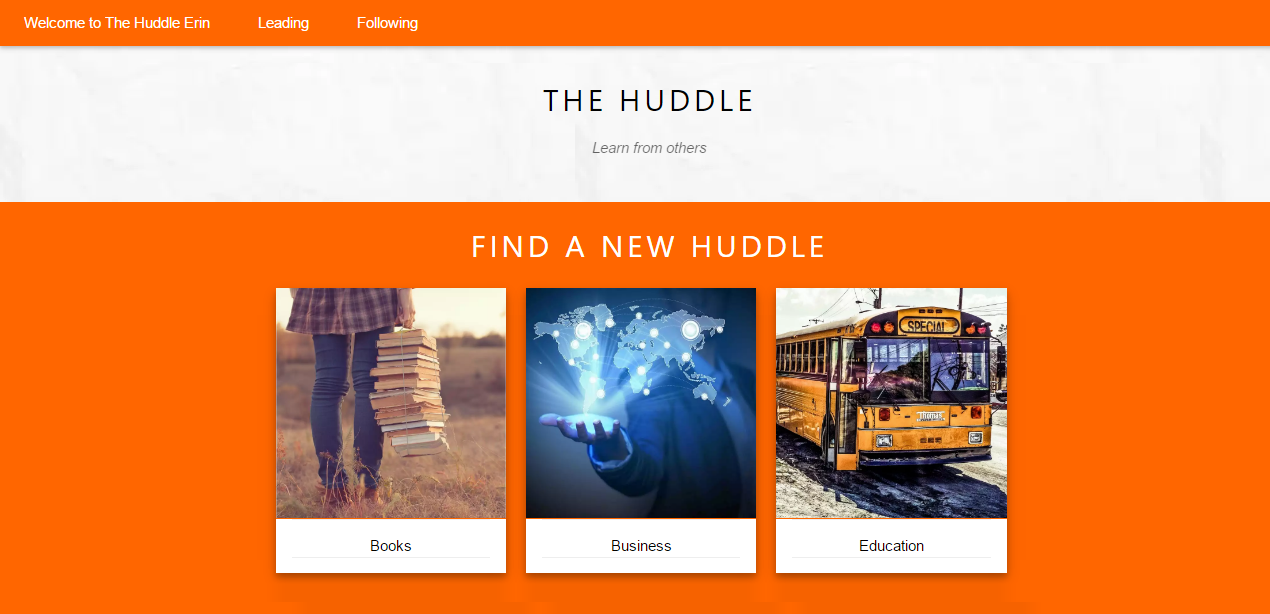 Welcome to The Huddle Erin Leading Following
THE HUDDLE
Learn from others
FIND A NEW HUDDLE
SPECIAL
Thomas
Books Business Education